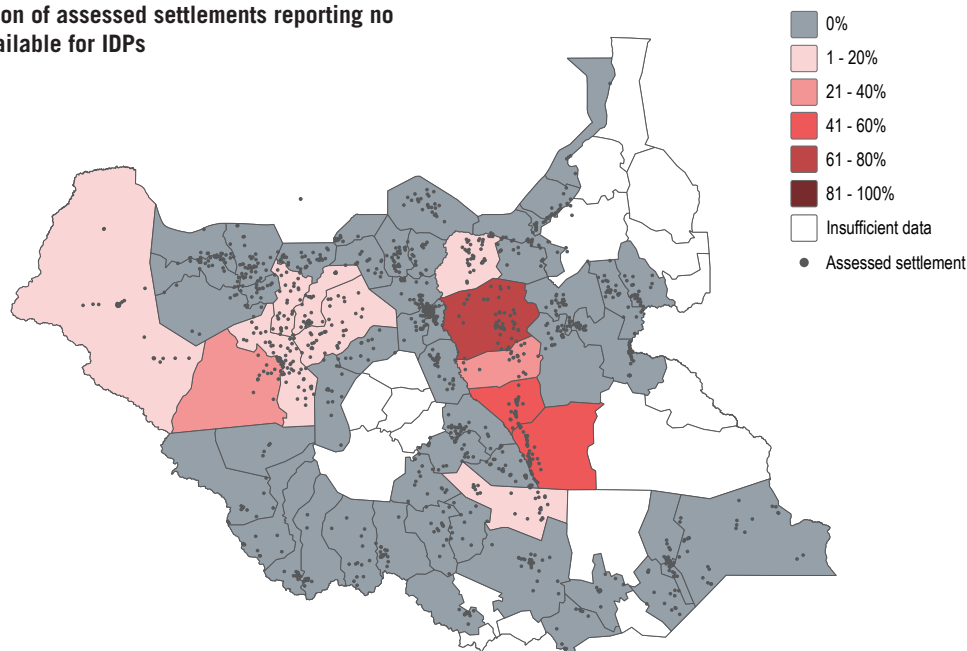 on of assessed settlements reporting no
ailable for IDPs
0%
1 - 20%
21 - 40%
41 - 60%
61 - 80%
81 - 100%
Insufficient data
Assessed settlement